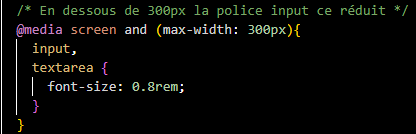 /* En dessous de 300px la police input ce réduit */
@media screen and (max-width: 300px){
input,
textarea {
font-size: 0.8rem;
}
}